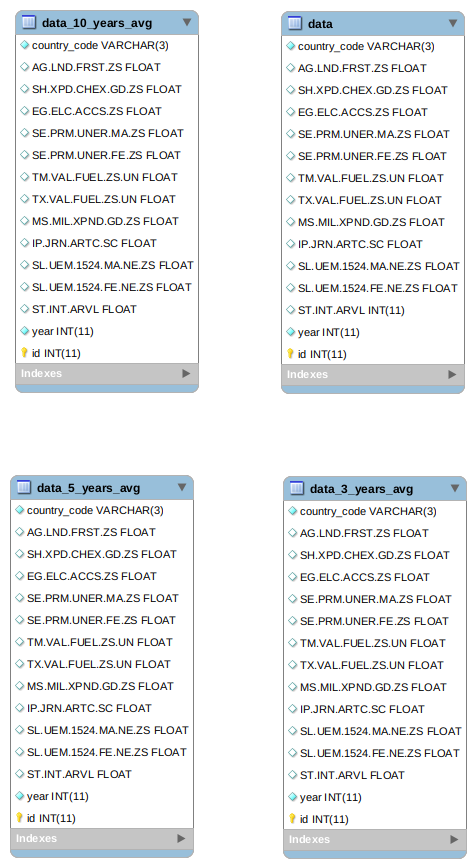 data_10_years_avg
country_code VARCHAR(3)
AG.LND.FRST.ZS FLOAT
SH.XPD.CHEX.GD.ZS FLOAT
EG.ELC.ACCS.ZS FLOAT
SE.PRM.UNER.MA.ZS FLOAT
SE.PRM.UNER.FE.ZS FLOAT
TM.VAL.FUEL.ZS.UN FLOAT
TX.VAL.FUEL.ZS.UN FLOAT
MS.MIL.XPND.GD.ZS FLOAT
IP.JRN.ARTC.SC FLOAT
SL.UEM.1524.MA.NE.ZS FLOAT
SL.UEM.1524.FE.NE.ZS FLOAT
ST.INT.ARVL FLOAT
year INT(11)
id INT(11)
Indexes
data
country_code VARCHAR(3)
AG.LND.FRST.ZS FLOAT
SH.XPD.CHEX.GD.ZS FLOAT
EG.ELC.ACCS.ZS FLOAT
SE.PRM.UNER.MA.ZS FLOAT
SE.PRM.UNER.FE.ZS FLOAT
TM.VAL.FUEL.ZS.UN FLOAT
TX.VAL.FUEL.ZS.UN FLOAT
MS.MIL.XPND.GD.ZS FLOAT
IP.JRN.ARTC.SC FLOAT
SL.UEM.1524.MA.NE.ZS FLOAT
SL.UEM.1524.FE.NE.ZS FLOAT
ST.INT.ARVL INT(11)
year INT(11)
id INT(11)
Indexes
data_5_years_avg
country_code VARCHAR(3)
AG.LND.FRST.ZS FLOAT
SH.XPD.CHEX.GD.ZS FLOAT
EG.ELC.ACCS.ZS FLOAT
SE.PRM.UNER.MA.ZS FLOAT
SE.PRM.UNER.FE.ZS FLOAT
TM.VAL.FUEL.ZS.UN FLOAT
TX.VAL.FUEL.ZS.UN FLOAT
MS.MIL.XPND.GD.ZS FLOAT
IP.JRN.ARTC.SC FLOAT
SL.UEM.1524.MA.NE.ZS FLOAT
SL.UEM.1524.FE.NE.ZS FLOAT
ST.INT.ARVL FLOAT
year INT(11)
id INT(11)
Indexes
data_3_years_avg
country_code VARCHAR(3)
AG.LND.FRST.ZS FLOAT
SH.XPD.CHEX.GD.ZS FLOAT
EG.ELC.ACCS.ZS FLOAT
SE.PRM.UNER.MA.ZS FLOAT
SE.PRM.UNER.FE.ZS FLOAT
TM.VAL.FUEL.ZS.UN FLOAT
TX.VAL.FUEL.ZS.UN FLOAT
MS.MIL.XPND.GD.ZS FLOAT
IP.JRN.ARTC.SC FLOAT
SL.UEM.1524.MA.NE.ZS FLOAT
SL.UEM.1524.FE.NE.ZS FLOAT
ST.INT.ARVL FLOAT
year INT(11)
id INT(11)
Indexes